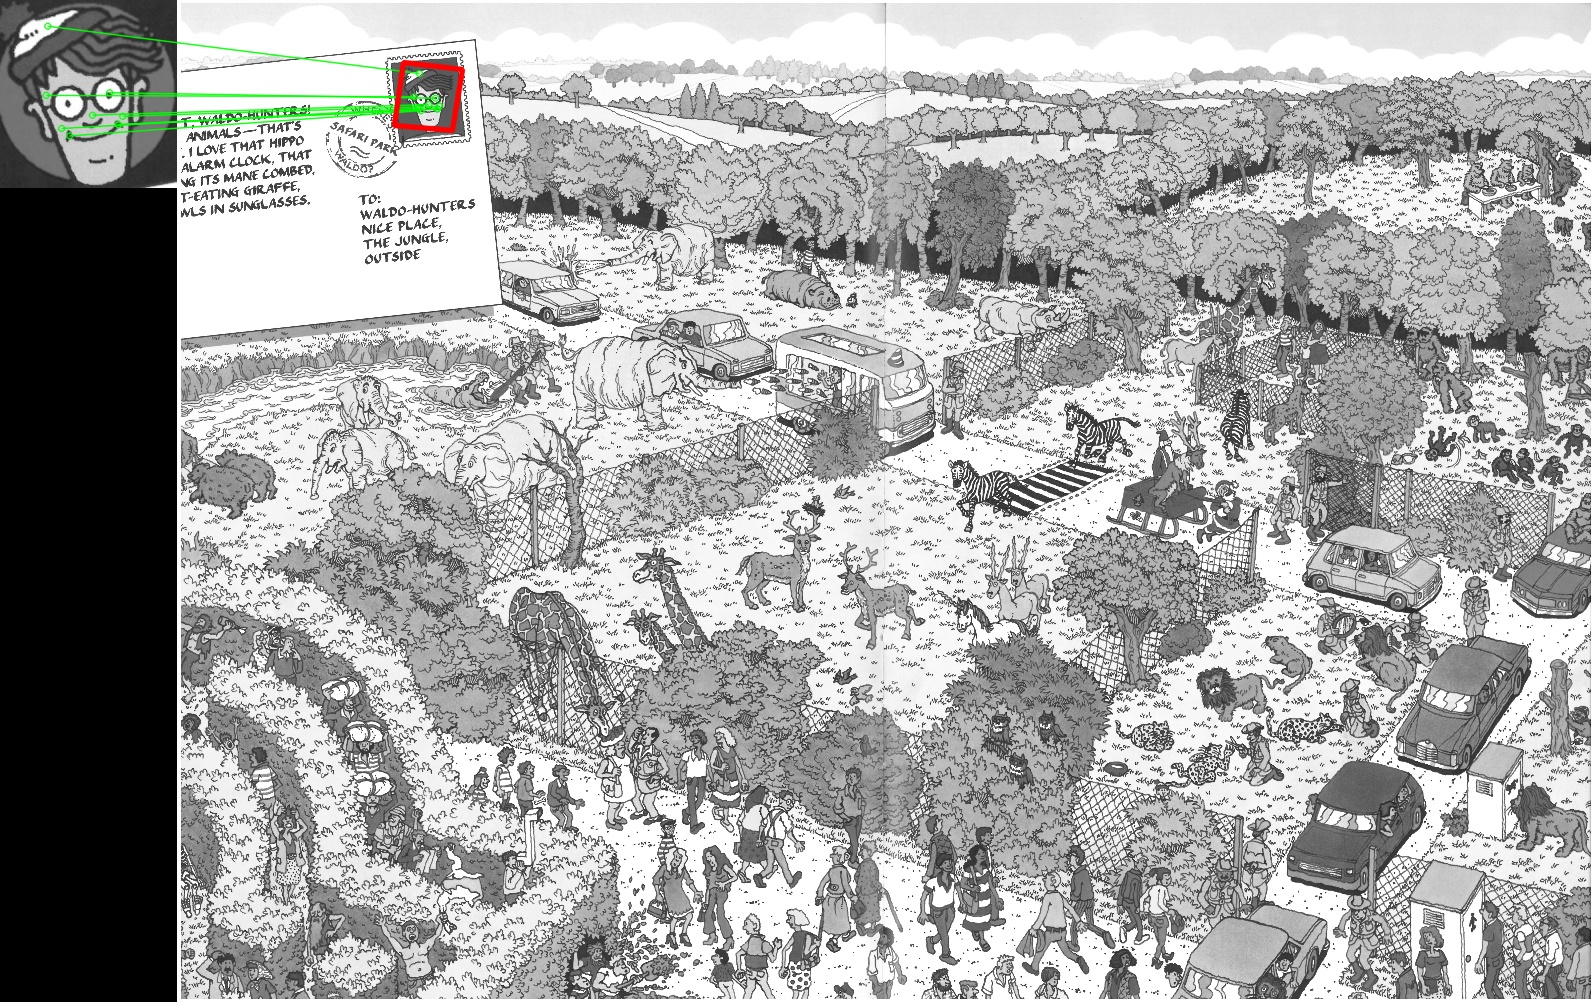 T, WALDO-HUNTERS!
ANIMALS—THAT'S
. I LOVE THAT HIPPO
ALARM CLOCK, THAT
NG ITS MANE COMBED,
T-EATING GIRAFFE,
WLS IN SUNGLASSES.
SAFARI PARK
WALDO?
TO:
WALDO-HUNTERS
NICE PLACE,
THE JUNGLE,
OUTSIDE